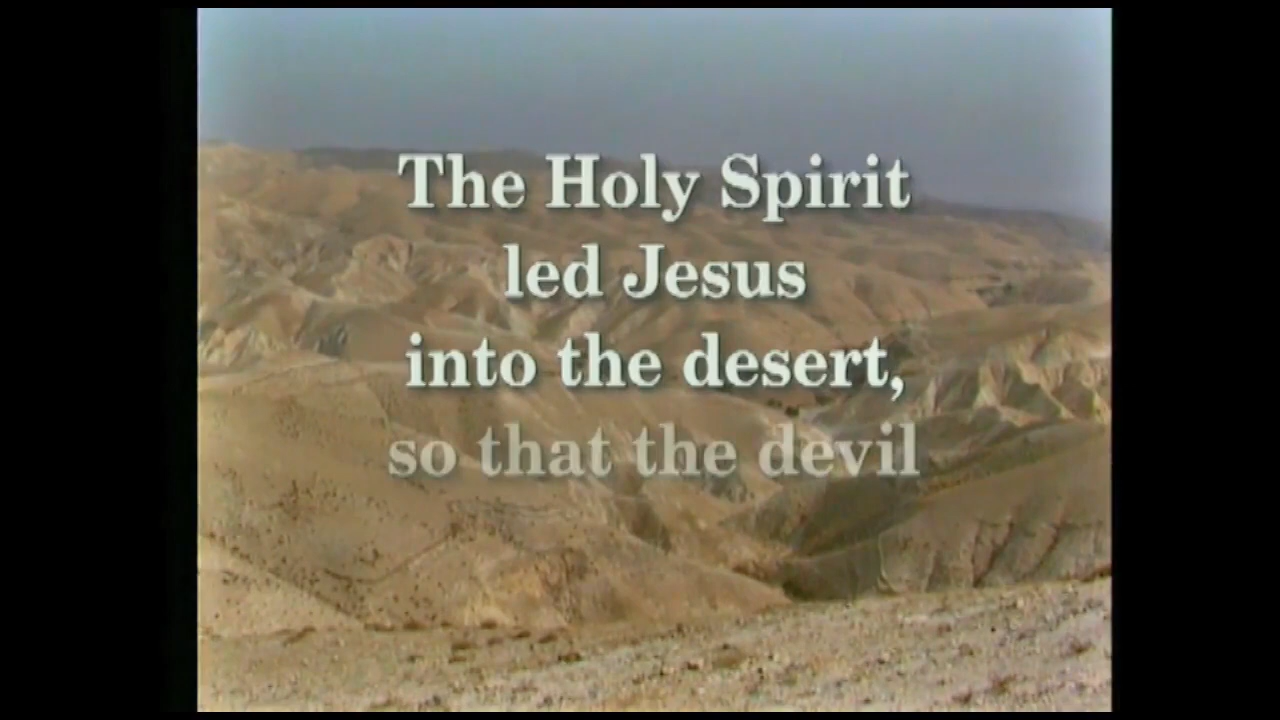 The Holy Spirit
led Jesus
into the desert,
so that the devil